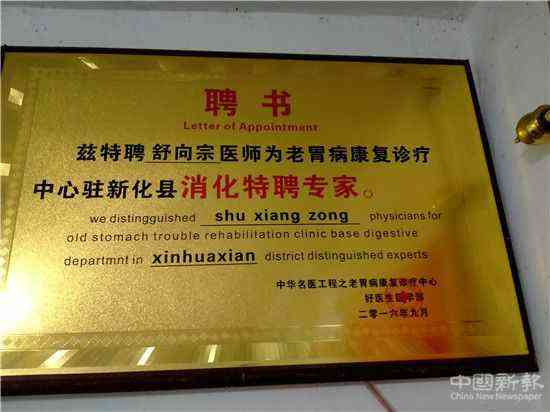 聘书
Letter of Appointment
兹特聘 舒向宗 医师为老胃病康复诊疗
中心驻新化县消化特聘专家。
we distingguished shu xiang zong physicians for
old stomach trouble rehabilitation clinic base digestive
departmnt in xinhuaxian district distinguished experts
中华名医工程之老胃病康复诊疗中心
好医生医学部
二零一六年九月
中国新報
China New Newspaper